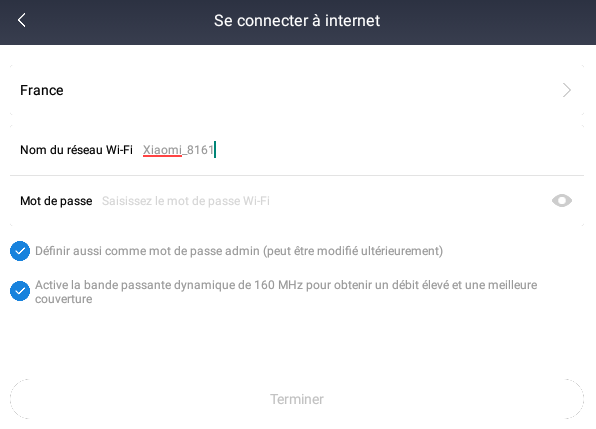 Se connecter à internet
France
Nom du réseau Wi-Fi Xiaomi_8161
Mot de passe Saisissez le mot de passe Wi-Fi
Définir aussi comme mot de passe admin (peut être modifié ultérieurement)
Active la bande passante dynamique de 160 MHz pour obtenir un débit élevé et une meilleure
couverture
Terminer